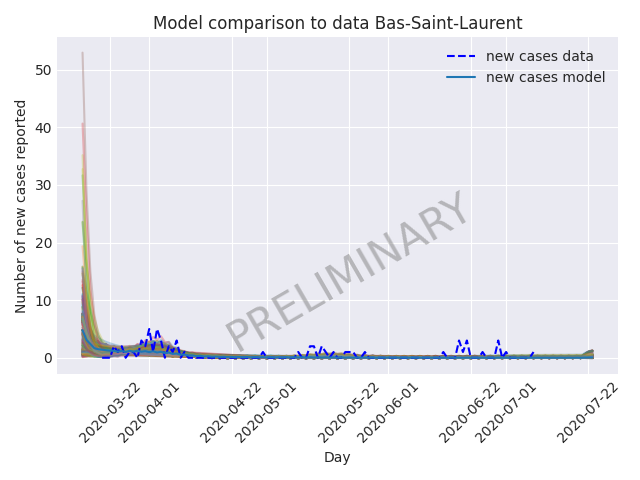 Model comparison to data Bas-Saint-Laurent
new cases data
new cases model
50
40
30
20
10
0
Number of new cases reported
PRELIMINARY
2020-03-22
2020-04-01
2020-04-22
2020-05-01
2020-05-22
2020-06-01
2020-06-22
2020-07-01
2020-07-22
Day